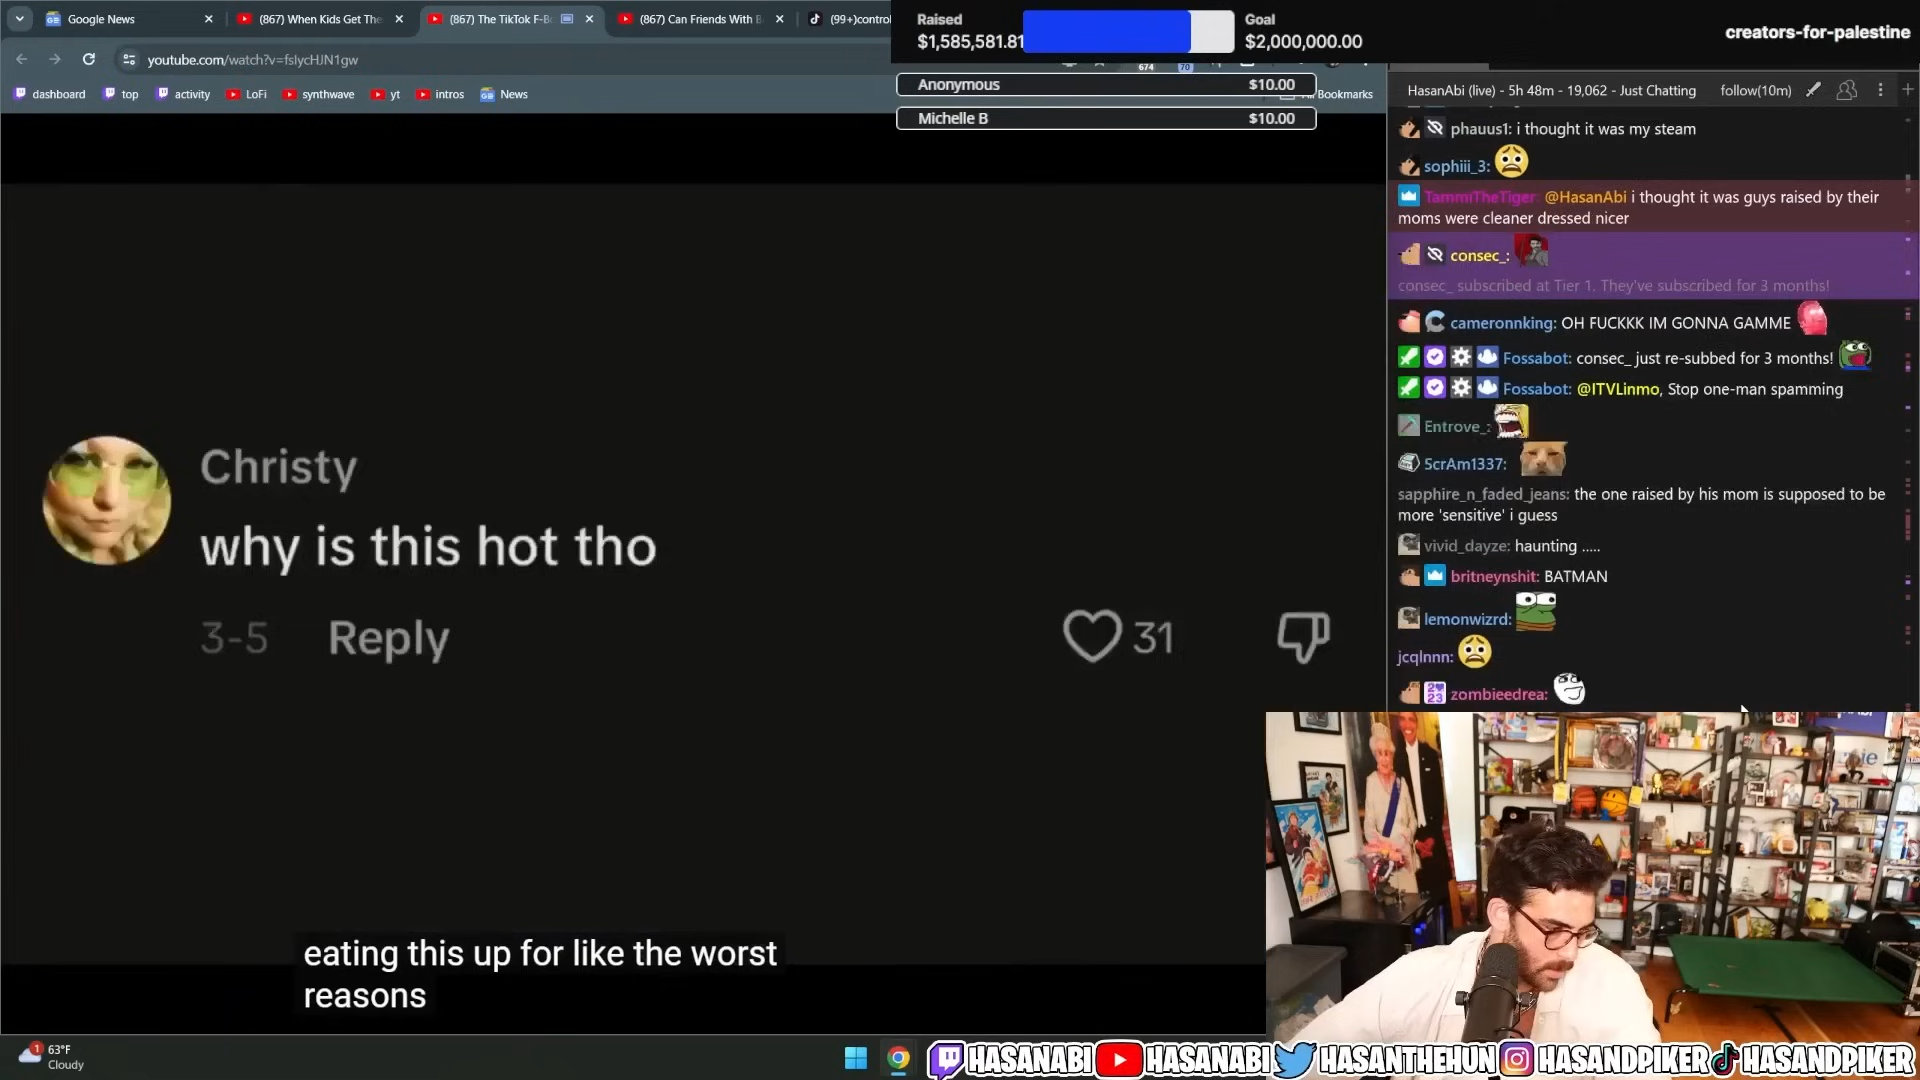 Google News
(867) When Kids Get The
(867) The TikTok F-B
(867) Can Friends With B
(99+)control
youtube.com/watch?v=fslycHJN1gw
dashboard
top
activity
LoFi
synthwave
yt
intros
News
Bookmarks
674
70
Raised
$1,585,581.81
Goal
$2,000,000.00
creators-for-palestine
Anonymous $10.00
Michelle B $10.00
HasanAbi (live) - 5h 48m - 19,062 - Just Chatting
follow(10m)
phauus1: i thought it was my steam
sophiii_3:
TammiTheTiger: @HasanAbi i thought it was guys raised by their
moms were cleaner dressed nicer
consec_:
consec_ subscribed at Tier 1. They've subscribed for 3 months!
cameronnking: OH FUCKKK IM GONNA GAMME
Fossabot: consec_ just re-subbed for 3 months!
Fossabot: @ITVLinmo, Stop one-man spamming
Entrove_:
ScrAm1337:
sapphire_n_faded_jeans: the one raised by his mom is supposed to be
more 'sensitive' i guess
vivid_dayze: haunting .....
britneynshit: BATMAN
lemonwizrd:
jcqlnnn:
zombieedrea:
Christy
why is this hot tho
3-5 Reply
31
eating this up for like the worst
reasons
1
63°F
Cloudy
HASANABI
HASANABI
HASANTHEHUN
HASANDPIKER
HASANDPIKER